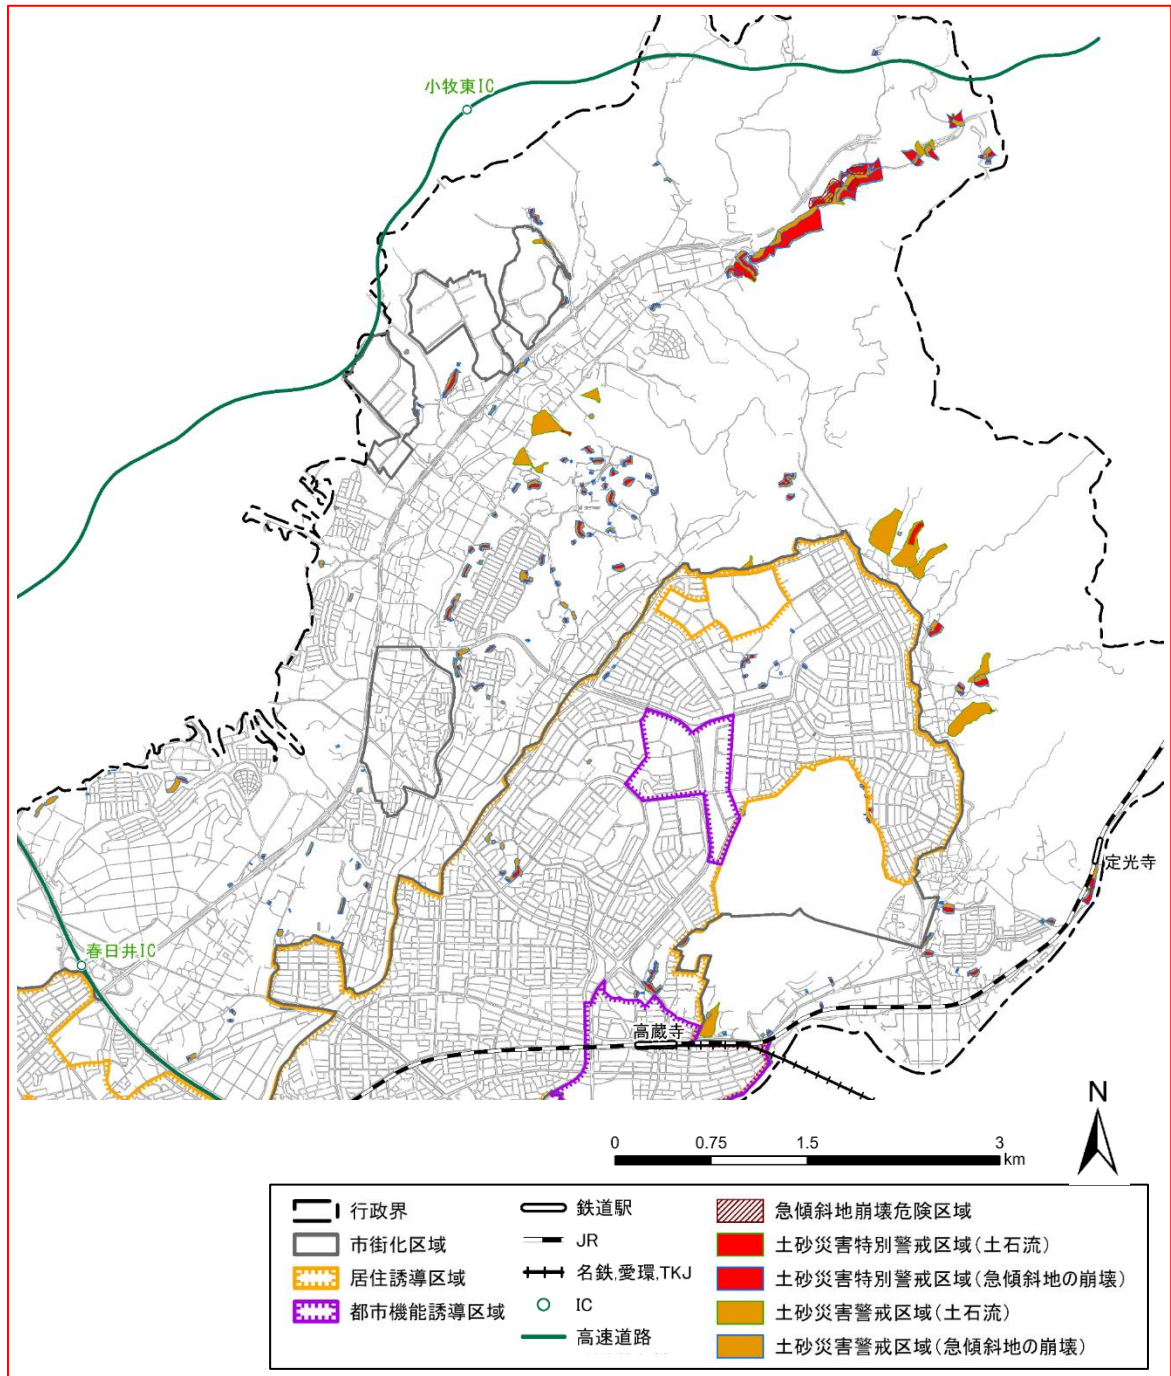 小牧東IC
定光寺
春日井IC
高蔵寺
N
0 0.75 1.5 3
km
行政界
市街化区域
居住誘導区域
都市機能誘導区域
鉄道駅
JR
名鉄,愛環,TKJ
IC
高速道路
急傾斜地崩壊危険区域
土砂災害特別警戒区域(土石流)
土砂災害特別警戒区域(急傾斜地の崩壊)
土砂災害警戒区域(土石流)
土砂災害警戒区域(急傾斜地の崩壊)